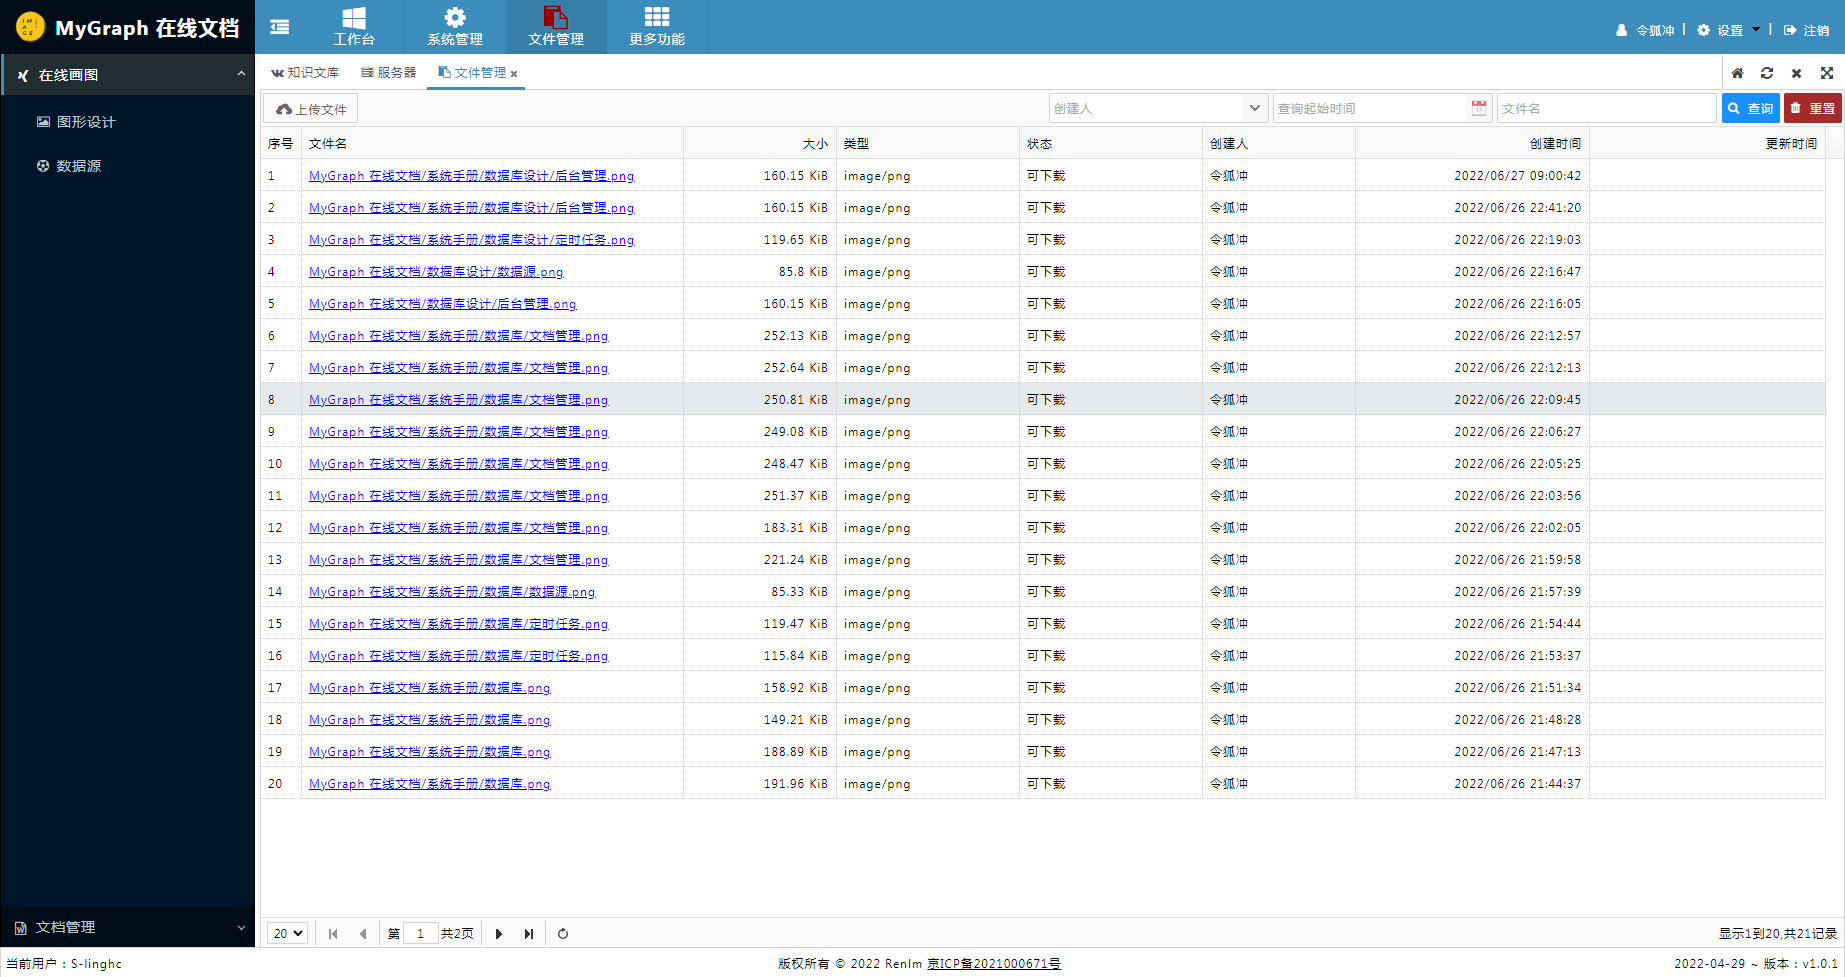 MyGraph 在线文档
工作台
系统管理
文件管理
更多功能
令狐冲 | 设置 | 注销
在线画图
图形设计
数据源
文档管理
知识文库 服务器 文件管理
上传文件 创建人 查询起始时间 文件名 查询 重置
序号 文件名 大小 类型 状态 创建人 创建时间 更新时间
1 MyGraph 在线文档/系统手册/数据库设计/后台管理.png 160.15 KiB image/png 可下载 令狐冲 2022/06/27 09:00:42
2 MyGraph 在线文档/系统手册/数据库设计/后台管理.png 160.15 KiB image/png 可下载 令狐冲 2022/06/26 22:41:20
3 MyGraph 在线文档/系统手册/数据库设计/定时任务.png 119.65 KiB image/png 可下载 令狐冲 2022/06/26 22:19:03
4 MyGraph 在线文档/数据库设计/数据源.png 85.8 KiB image/png 可下载 令狐冲 2022/06/26 22:16:47
5 MyGraph 在线文档/数据库设计/后台管理.png 160.15 KiB image/png 可下载 令狐冲 2022/06/26 22:16:05
6 MyGraph 在线文档/系统手册/数据库/文档管理.png 252.13 KiB image/png 可下载 令狐冲 2022/06/26 22:12:57
7 MyGraph 在线文档/系统手册/数据库/文档管理.png 252.64 KiB image/png 可下载 令狐冲 2022/06/26 22:12:13
8 MyGraph 在线文档/系统手册/数据库/文档管理.png 250.81 KiB image/png 可下载 令狐冲 2022/06/26 22:09:45
9 MyGraph 在线文档/系统手册/数据库/文档管理.png 249.08 KiB image/png 可下载 令狐冲 2022/06/26 22:06:27
10 MyGraph 在线文档/系统手册/数据库/文档管理.png 248.47 KiB image/png 可下载 令狐冲 2022/06/26 22:05:25
11 MyGraph 在线文档/系统手册/数据库/文档管理.png 251.37 KiB image/png 可下载 令狐冲 2022/06/26 22:03:56
12 MyGraph 在线文档/系统手册/数据库/文档管理.png 183.31 KiB image/png 可下载 令狐冲 2022/06/26 22:02:05
13 MyGraph 在线文档/系统手册/数据库/文档管理.png 221.24 KiB image/png 可下载 令狐冲 2022/06/26 21:59:58
14 MyGraph 在线文档/系统手册/数据库/数据源.png 85.33 KiB image/png 可下载 令狐冲 2022/06/26 21:57:39
15 MyGraph 在线文档/系统手册/数据库/定时任务.png 119.47 KiB image/png 可下载 令狐冲 2022/06/26 21:54:44
16 MyGraph 在线文档/系统手册/数据库/定时任务.png 115.84 KiB image/png 可下载 令狐冲 2022/06/26 21:53:37
17 MyGraph 在线文档/系统手册/数据库.png 158.92 KiB image/png 可下载 令狐冲 2022/06/26 21:51:34
18 MyGraph 在线文档/系统手册/数据库.png 149.21 KiB image/png 可下载 令狐冲 2022/06/26 21:48:28
19 MyGraph 在线文档/系统手册/数据库.png 188.89 KiB image/png 可下载 令狐冲 2022/06/26 21:47:13
20 MyGraph 在线文档/系统手册/数据库.png 191.96 KiB image/png 可下载 令狐冲 2022/06/26 21:44:37
20 第 1 共2页 显示1到20,共21记录
当前用户：S-linghc 版权所有 © 2022 Renlm 京ICP备2021000671号 2022-04-29 ~ 版本：v1.0.1